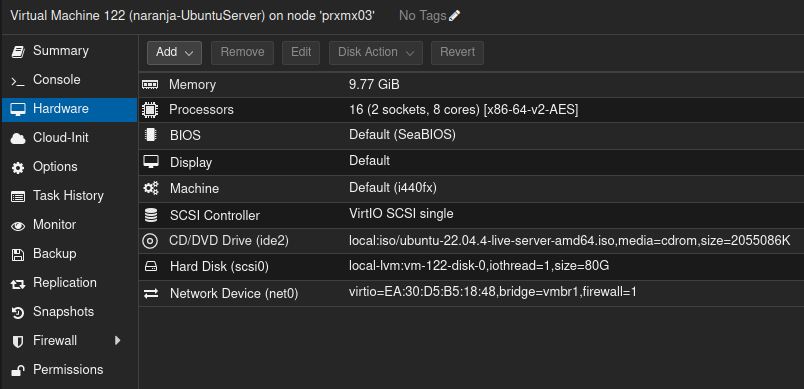 Virtual Machine 122 (naranja-UbuntuServer) on node 'prxmx03' No Tags
Summary
Console
Hardware
Cloud-Init
Options
Task History
Monitor
Backup
Replication
Snapshots
Firewall
Permissions
Add Remove Edit Disk Action Revert
Memory 9.77 GiB
Processors 16 (2 sockets, 8 cores) [x86-64-v2-AES]
BIOS Default (SeaBIOS)
Display Default
Machine Default (i440fx)
SCSI Controller VirtIO SCSI single
CD/DVD Drive (ide2) local:iso/ubuntu-22.04.4-live-server-amd64.iso,media=cdrom,size=2055086K
Hard Disk (scsi0) local-lvm:vm-122-disk-0,iothread=1,size=80G
Network Device (net0) virtio=EA:30:D5:B5:18:48,bridge=vmbr1,firewall=1